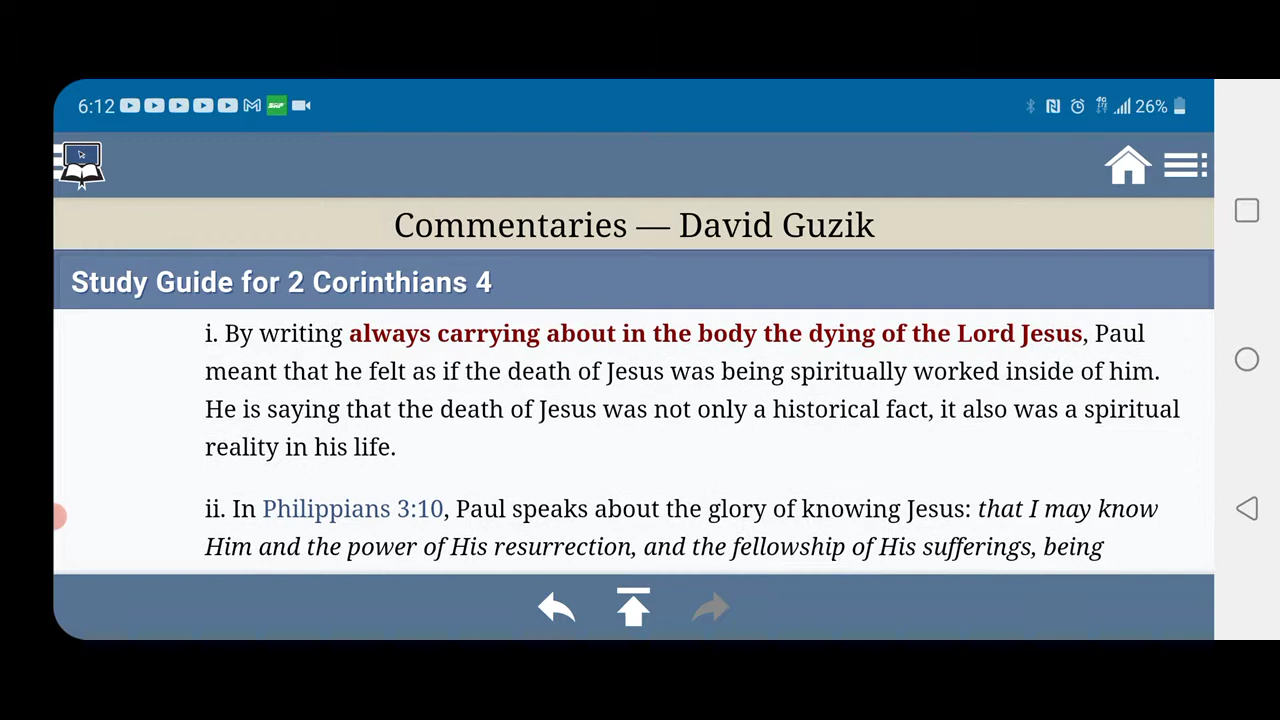 6:12
26%
Commentaries — David Guzik
Study Guide for 2 Corinthians 4
i. By writing always carrying about in the body the dying of the Lord Jesus, Paul
meant that he felt as if the death of Jesus was being spiritually worked inside of him.
He is saying that the death of Jesus was not only a historical fact, it also was a spiritual
reality in his life.
ii. In Philippians 3:10, Paul speaks about the glory of knowing Jesus: that I may know
Him and the power of His resurrection, and the fellowship of His sufferings, being